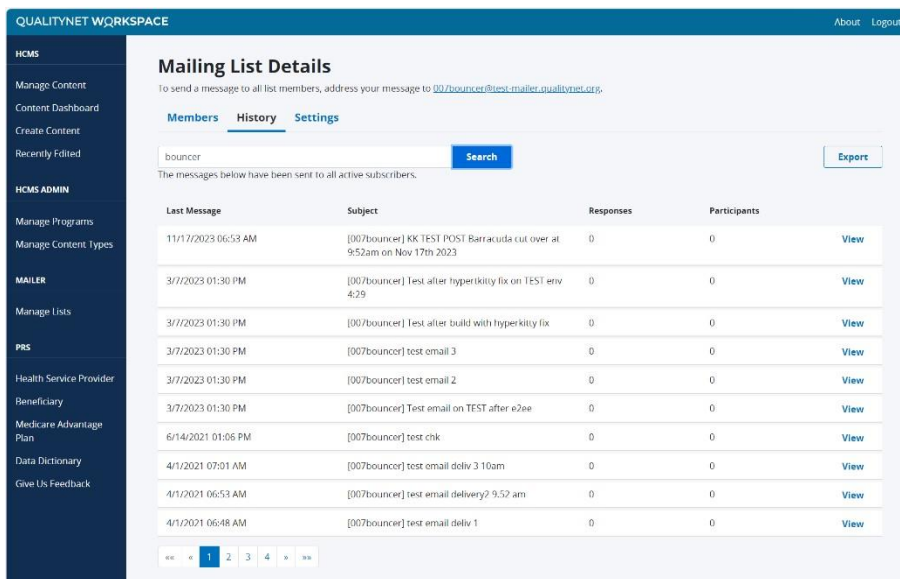 QUALITYNET WORKSPACE
About Logout
HCMS
Manage Content
Content Dashboard
Create Content
Recently Edited
HCMS ADMIN
Manage Programs
Manage Content Types
MAILER
Manage Lists
PRS
Health Service Provider
Beneficiary
Medicare Advantage
Plan
Data Dictionary
Give Us Feedback
Mailing List Details
To send a message to all list members, address your message to 007bouncer@test-mailer.qualitynet.org.
Members History Settings
bouncer Search Export
The messages below have been sent to all active subscribers.
Last Message Subject Responses Participants
11/17/2023 06:53 AM [007bouncer] KK TEST POST Barracuda cut over at 0 0 View
9:52am on Nov 17th 2023
3/7/2023 01:30 PM [007bouncer] Test after hypertkitty fix on TEST env 0 0 View
4:29
3/7/2023 01:30 PM [007bouncer] Test after build with hyperkitty fix 0 0 View
3/7/2023 01:30 PM [007bouncer] test email 3 0 0 View
3/7/2023 01:30 PM [007bouncer] test email 2 0 0 View
3/7/2023 01:30 PM [007bouncer] Test email on TEST after e2ee 0 0 View
6/14/2021 01:06 PM [007bouncer] test chk 0 0 View
4/1/2021 07:01 AM [007bouncer] test email deliv 3 10am 0 0 View
4/1/2021 06:53 AM [007bouncer] test email delivery2 9.52 am 0 0 View
4/1/2021 06:48 AM [007bouncer] test email deliv 1 0 0 View
«« « 1 2 3 4 » »»